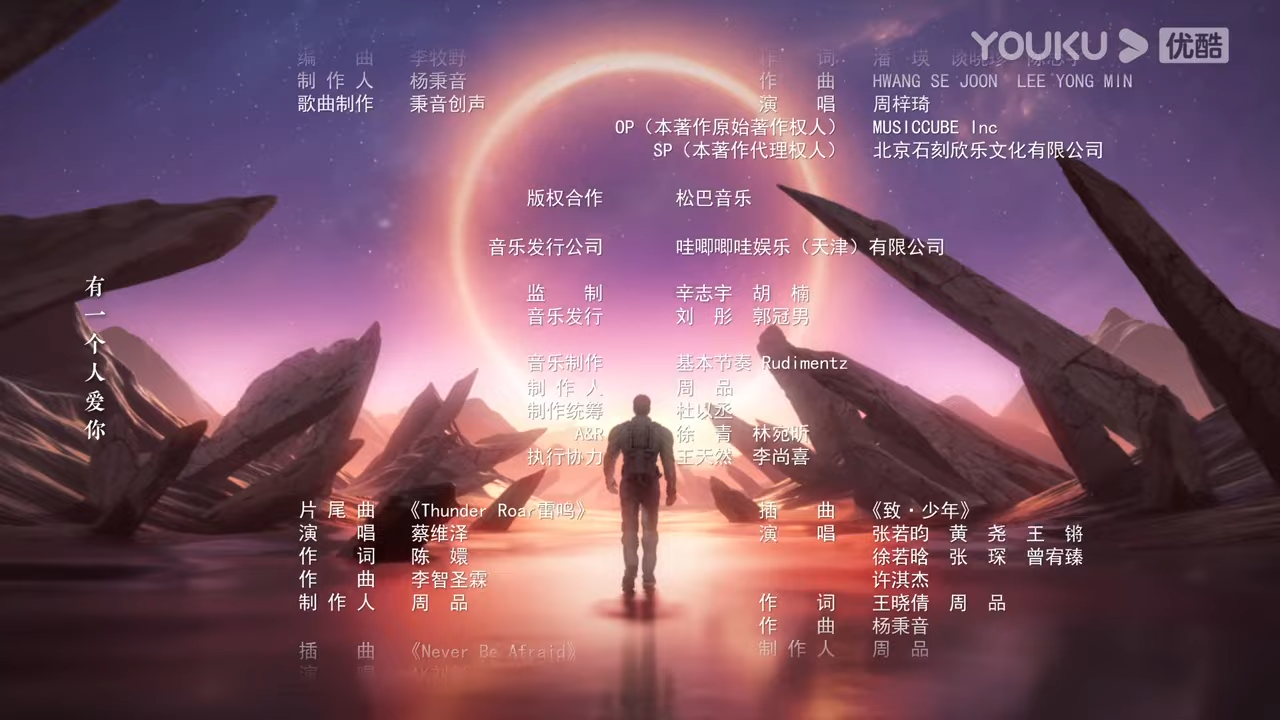 YOUKU 优酷
编曲 李牧野
制作人 杨秉音
歌曲制作 秉音创声
作词 潘瑛
作曲 HWANG SE JOON LEE YONG MIN
演唱 周梓琦
OP（本著作原始著作权人） MUSICCUBE Inc
SP（本著作代理权人） 北京石刻欣乐文化有限公司
版权合作 松巴音乐
音乐发行公司 哇唧唧哇娱乐（天津）有限公司
监制 辛志宇 胡楠
音乐发行 刘彤 郭冠男
音乐制作 基本节奏 Rudimentz
制作人 周品
制作统筹 杜以丞
A&R 徐青 林宛昕
执行协力 王天然 李尚喜
有一个人爱你
片尾曲 《Thunder Roar雷鸣》
演唱 蔡维泽
作词 陈嬛
作曲 李智圣霖
制作人 周品
插曲 《Never Be Afraid》
演唱
插曲 《致·少年》
演唱 张若昀 黄尧 王锵
徐若晗 张琛 曾宥臻
许淇杰
作词 王晓倩 周品
作曲 杨秉音
制作人 周品